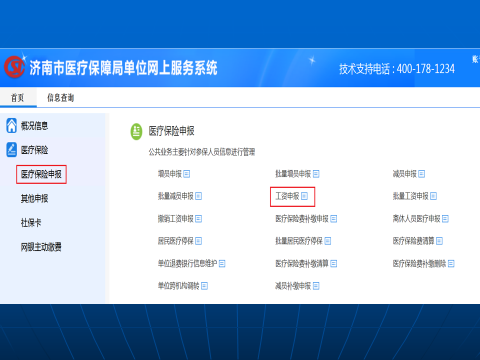 济南市医疗保障局单位网上服务系统
账号
技术支持电话：400-178-1234
首页 信息查询
概况信息
医疗保险
医疗保险申报
其他申报
社保卡
网银主动缴费
医疗保险申报
公共业务主要针对参保人员信息进行管理
增员申报 批量增员申报 减员申报
批量减员申报 工资申报 批量工资申报
撤销工资申报 医疗保险费补缴申报 离休人员医疗申报
居民医疗停保 批量居民医疗停保 医疗保险费清算
单位退费银行信息维护 医疗保险费补缴清算 医疗保险费补缴删除
单位跨机构调转 减员补缴申报